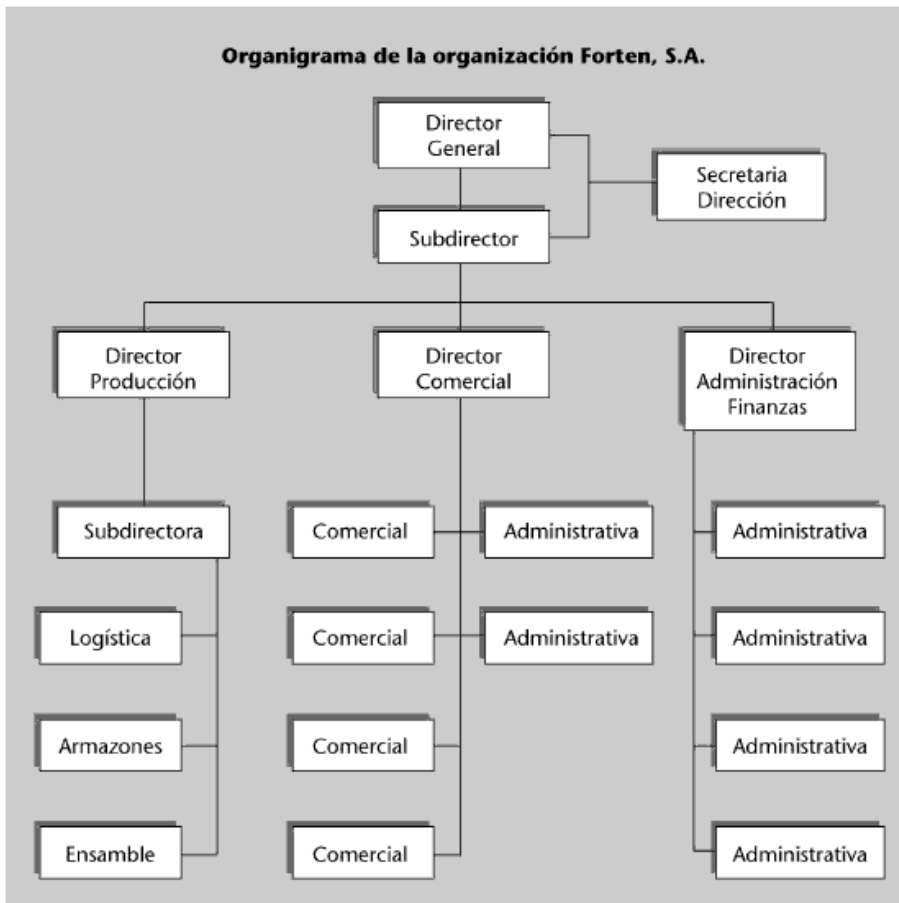 Organigrama de la organización Forten, S.A.
Director
General
Secretaria
Dirección
Subdirector
Director
Producción
Director
Comercial
Director
Administración
Finanzas
Subdirectora
Comercial
Administrativa
Administrativa
Logística
Comercial
Administrativa
Administrativa
Armazones
Comercial
Administrativa
Ensamble
Comercial
Administrativa